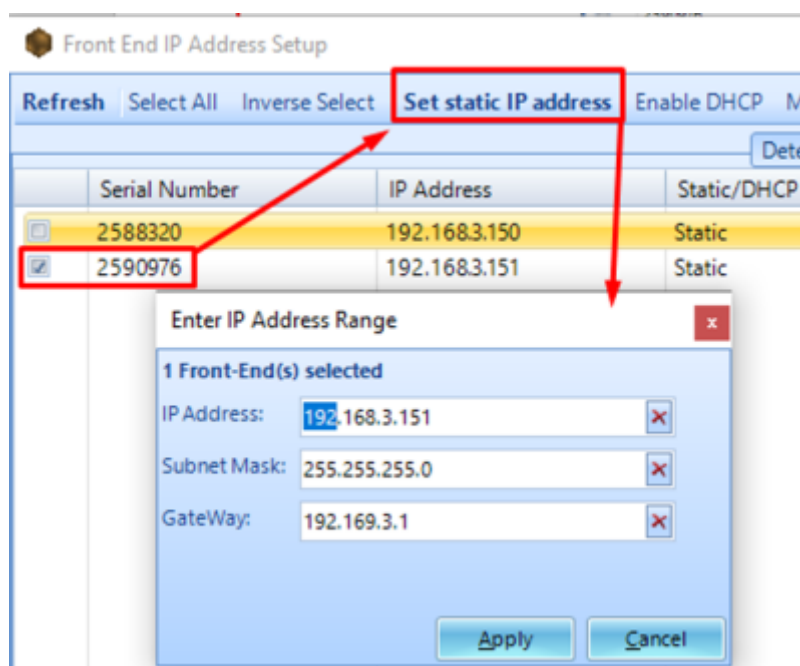 Front End IP Address Setup
Refresh Select All Inverse Select Set static IP address Enable DHCP M
Dete
Serial Number IP Address Static/DHCP
2588320 192.168.3.150 Static
2590976 192.168.3.151 Static
Enter IP Address Range
1 Front-End(s) selected
IP Address: 192.168.3.151
Subnet Mask: 255.255.255.0
GateWay: 192.169.3.1
Apply Cancel